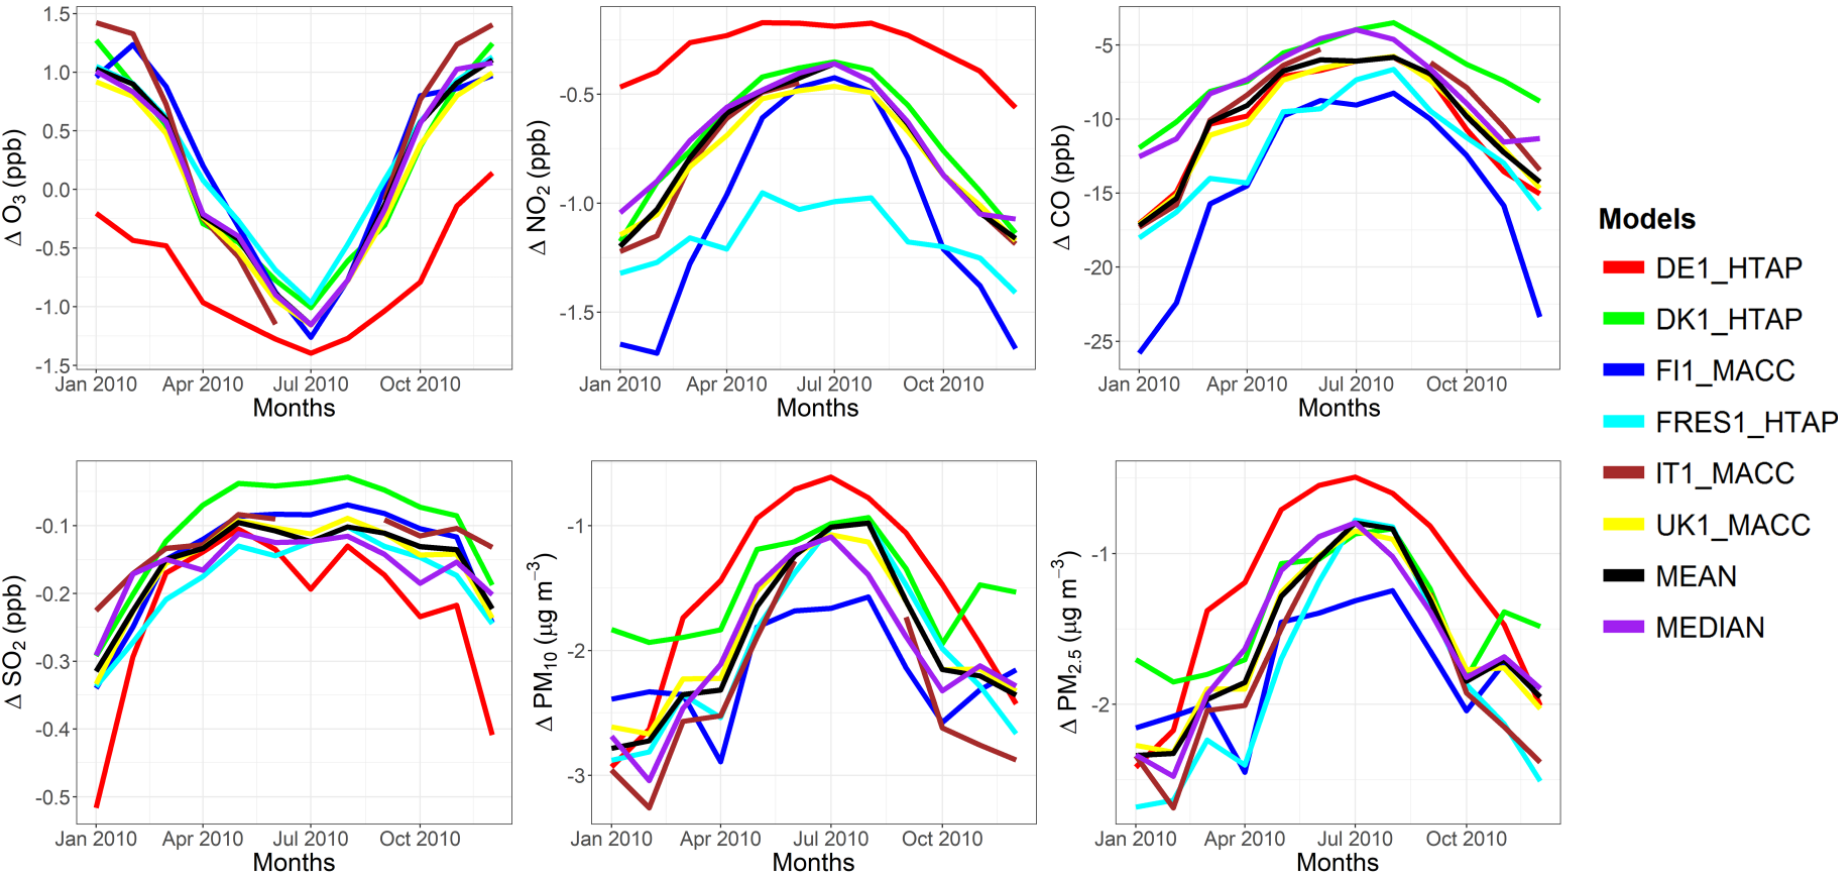 Δ O3 (ppb)
1.5
1.0
0.5
0.0
-0.5
-1.0
-1.5
Jan 2010 Apr 2010 Jul 2010 Oct 2010
Months
Δ NO2 (ppb)
-0.5
-1.0
-1.5
Jan 2010 Apr 2010 Jul 2010 Oct 2010
Months
Δ CO (ppb)
-5
-10
-15
-20
-25
Jan 2010 Apr 2010 Jul 2010 Oct 2010
Months
Δ SO2 (ppb)
-0.1
-0.2
-0.3
-0.4
-0.5
Jan 2010 Apr 2010 Jul 2010 Oct 2010
Months
Δ PM10 (μg m−3)
-1
-2
-3
Jan 2010 Apr 2010 Jul 2010 Oct 2010
Months
Δ PM2.5 (μg m−3)
-1
-2
Jan 2010 Apr 2010 Jul 2010 Oct 2010
Months
Models
DE1_HTAP
DK1_HTAP
FI1_MACC
FRES1_HTAP
IT1_MACC
UK1_MACC
MEAN
MEDIAN